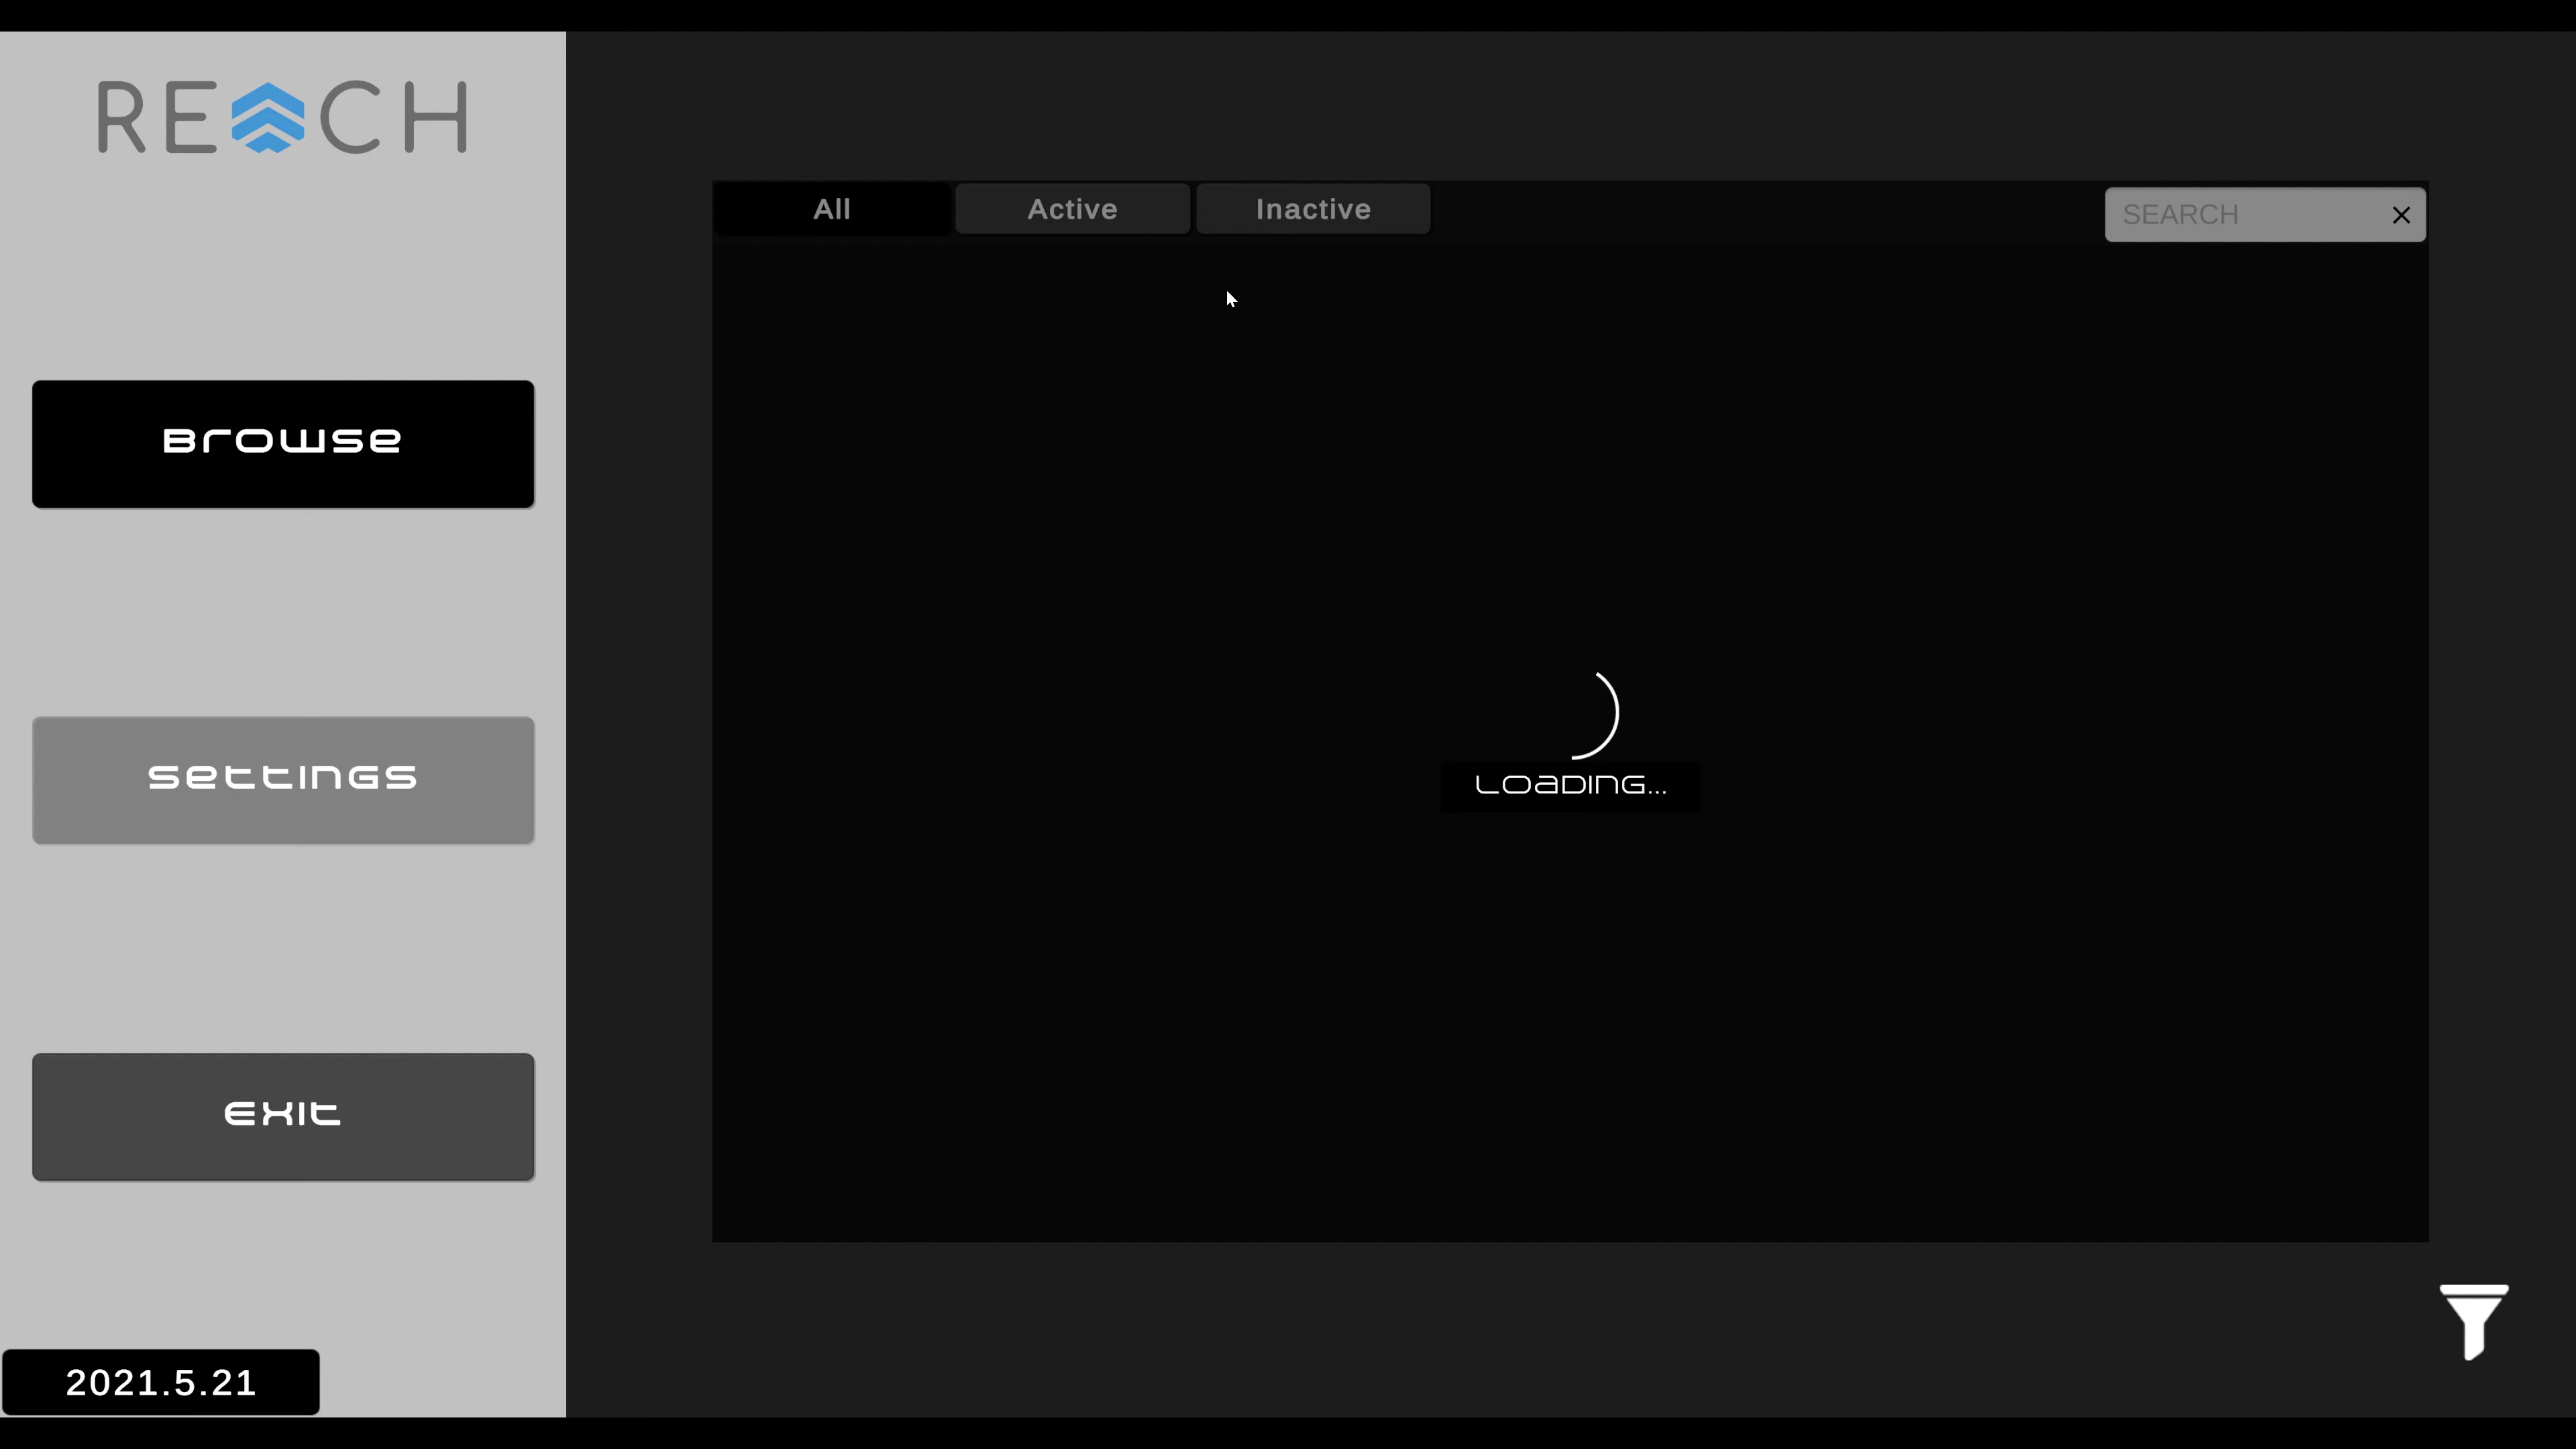 REACH
All
Active
Inactive
SEARCH
Browse
Settings
Exit
Loading...
2021.5.21